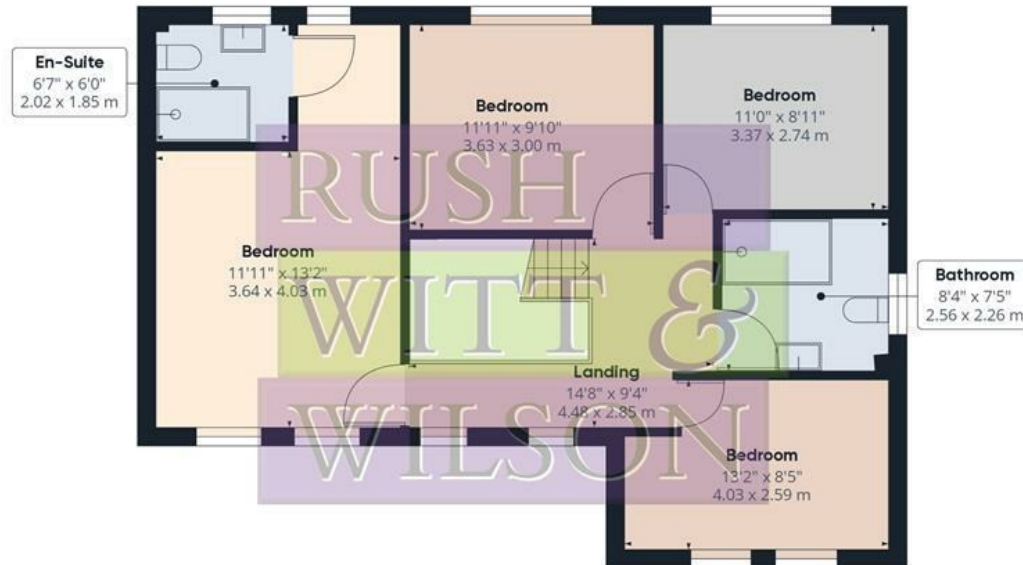 En-Suite
6'7" x 6'0"
2.02 x 1.85 m
Bedroom
11'11" x 9'10"
3.63 x 3.00 m
Bedroom
11'0" x 8'11"
3.37 x 2.74 m
RUSH
WITT &
WILSON
Bedroom
11'11" x 13'2"
3.64 x 4.03 m
Bathroom
8'4" x 7'5"
2.56 x 2.26 m
Landing
14'8" x 9'4"
4.48 x 2.85 m
Bedroom
13'2" x 8'5"
4.03 x 2.59 m